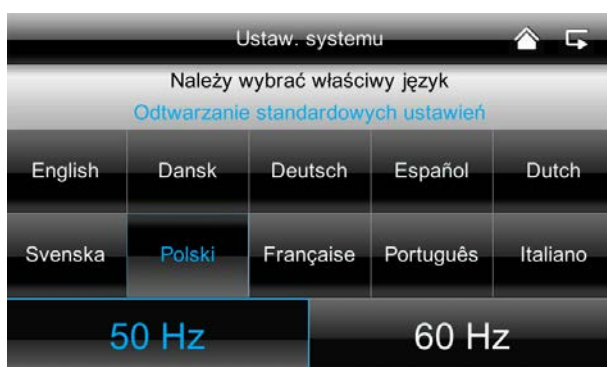 Ustaw. systemu
Należy wybrać właściwy język
Odtwarzanie standardowych ustawień
English Dansk Deutsch Español Dutch
Svenska Polski Française Português Italiano
50 Hz 60 Hz